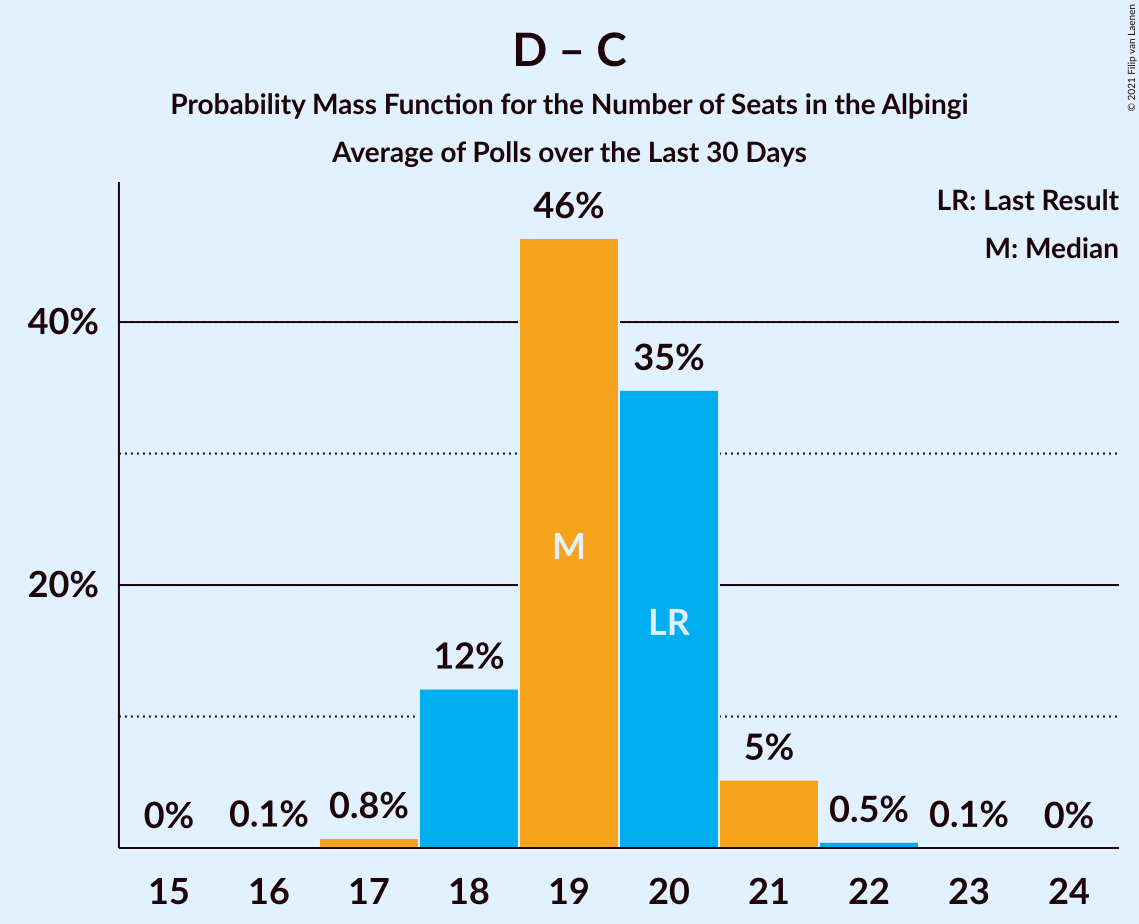 D – C
Probability Mass Function for the Number of Seats in the Alþingi
Average of Polls over the Last 30 Days
© 2021 Filip van Laenen
LR: Last Result
M: Median
40%
20%
0%
0.1%
0.8%
12%
46%
35%
5%
0.5%
0.1%
0%
M
LR
15 16 17 18 19 20 21 22 23 24